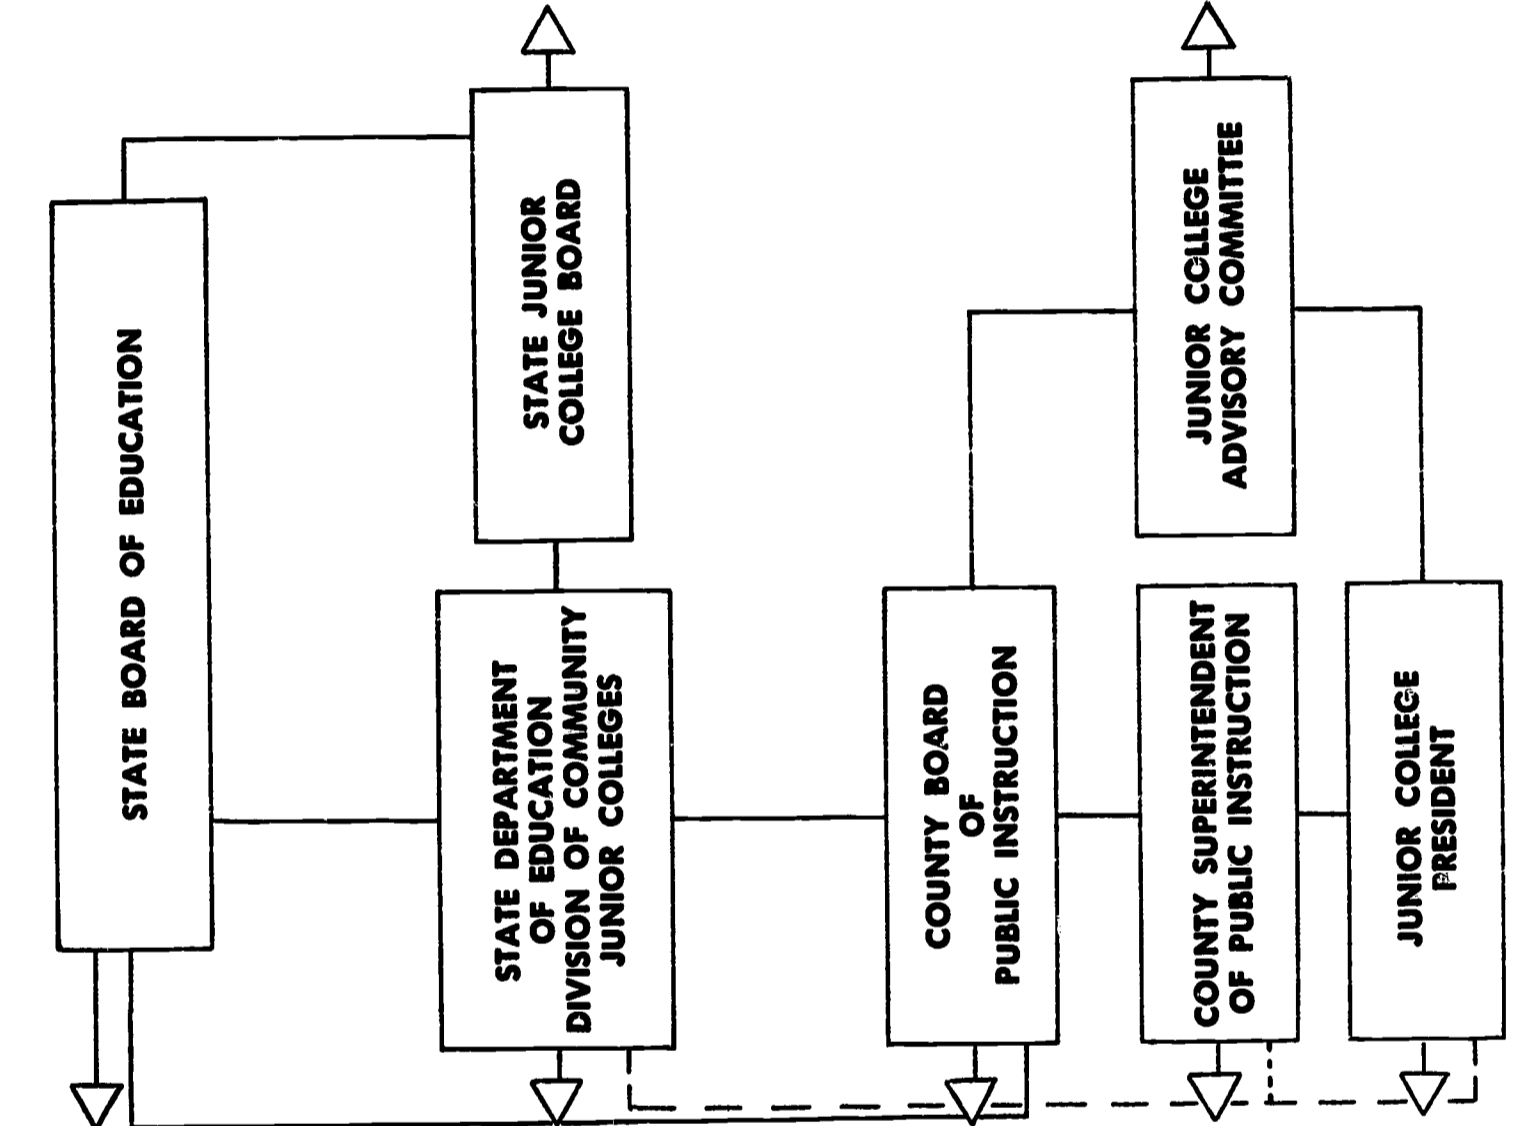 STATE BOARD OF EDUCATION
STATE JUNIOR
COLLEGE BOARD
STATE DEPARTMENT
OF EDUCATION
DIVISION OF COMMUNITY
JUNIOR COLLEGES
COUNTY BOARD
OF
PUBLIC INSTRUCTION
JUNIOR COLLEGE
ADVISORY COMMITTEE
COUNTY SUPERINTENDENT
OF PUBLIC INSTRUCTION
JUNIOR COLLEGE
PRESIDENT